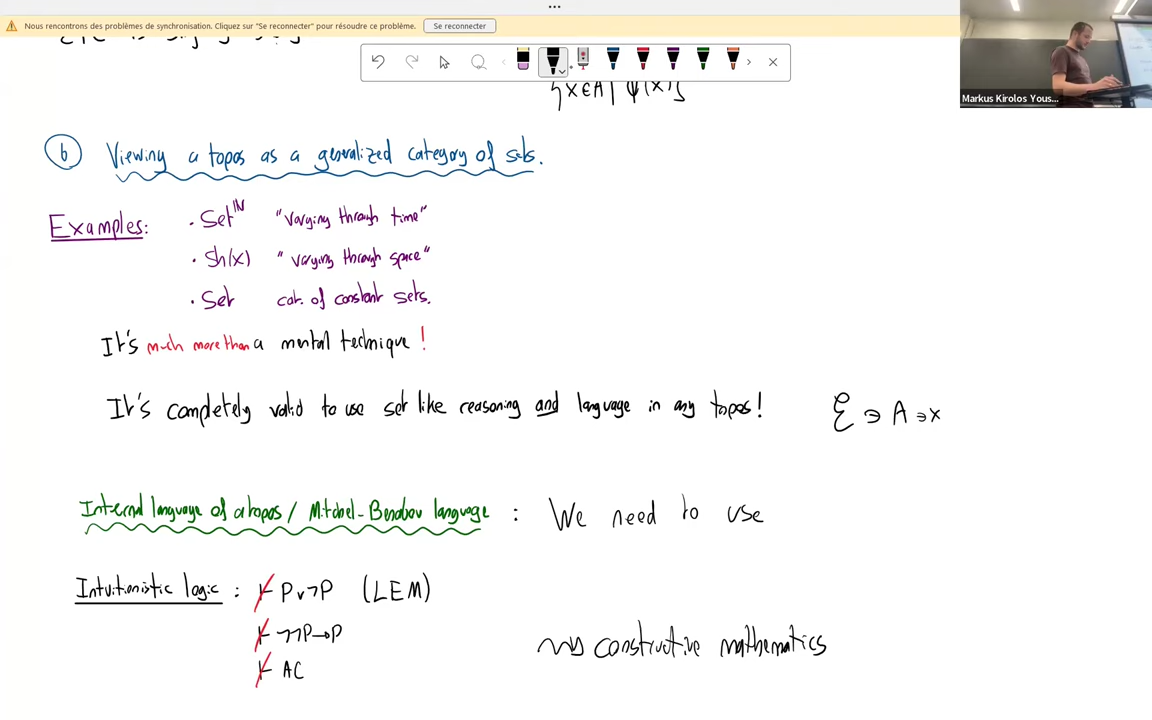 Nous rencontrons des problèmes de synchronisation. Cliquez sur "Se reconnecter" pour résoudre ce problème. Se reconnecter
Markus Kirolos Yous...
{x∈A | φ(x)}
6 Viewing a topos as a generalized category of sets.
Examples: · Set^ℕ "varying through time"
· Sh(X) "varying through space"
· Set cat. of constant sets.
It's much more than a mental technique!
It's completely valid to use set like reasoning and language in any topos! ℰ ∋ A ∋ x
Internal language of a topos / Mitchel-Benabou language : We need to use
Intuitionistic logic : ⊬ P∨¬P (LEM)
⊬ ¬¬P→P
⊬ AC
⇝ constructive mathematics